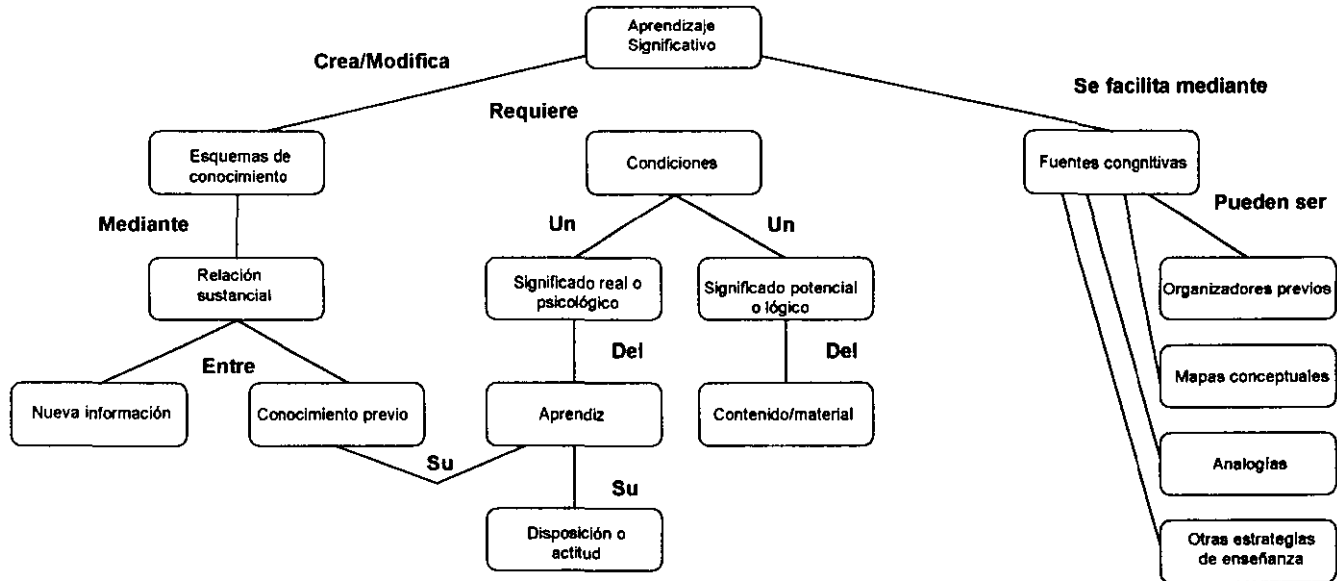 Aprendizaje
Significativo
Crea/Modifica
Se facilita mediante
Requiere
Esquemas de
conocimiento
Condiciones
Fuentes congnitivas
Mediante
Un
Un
Pueden ser
Relación
sustancial
Significado real o
psicológico
Significado potencial
o lógico
Organizadores previos
Entre
Del
Del
Mapas conceptuales
Nueva información
Conocimiento previo
Aprendiz
Contenido/material
Su
Analogías
Su
Disposición o
actitud
Otras estrategias
de enseñanza